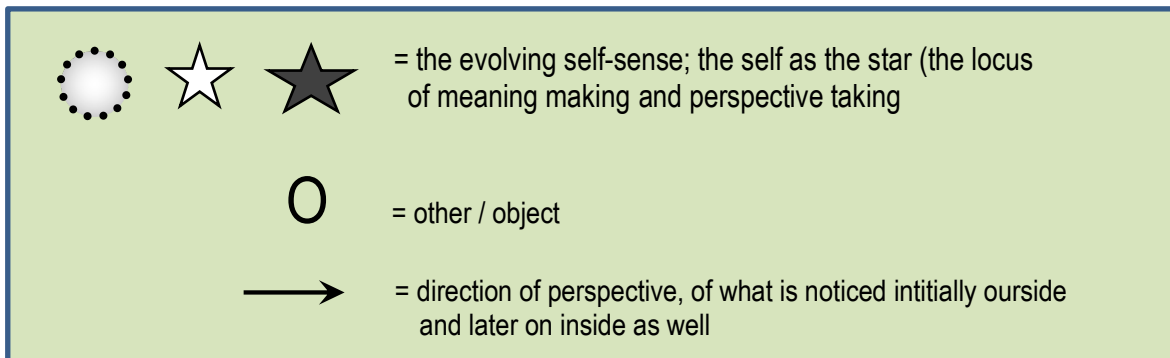 = the evolving self-sense; the self as the star (the locus
of meaning making and perspective taking
O
= other / object
= direction of perspective, of what is noticed intitially ourside
and later on inside as well